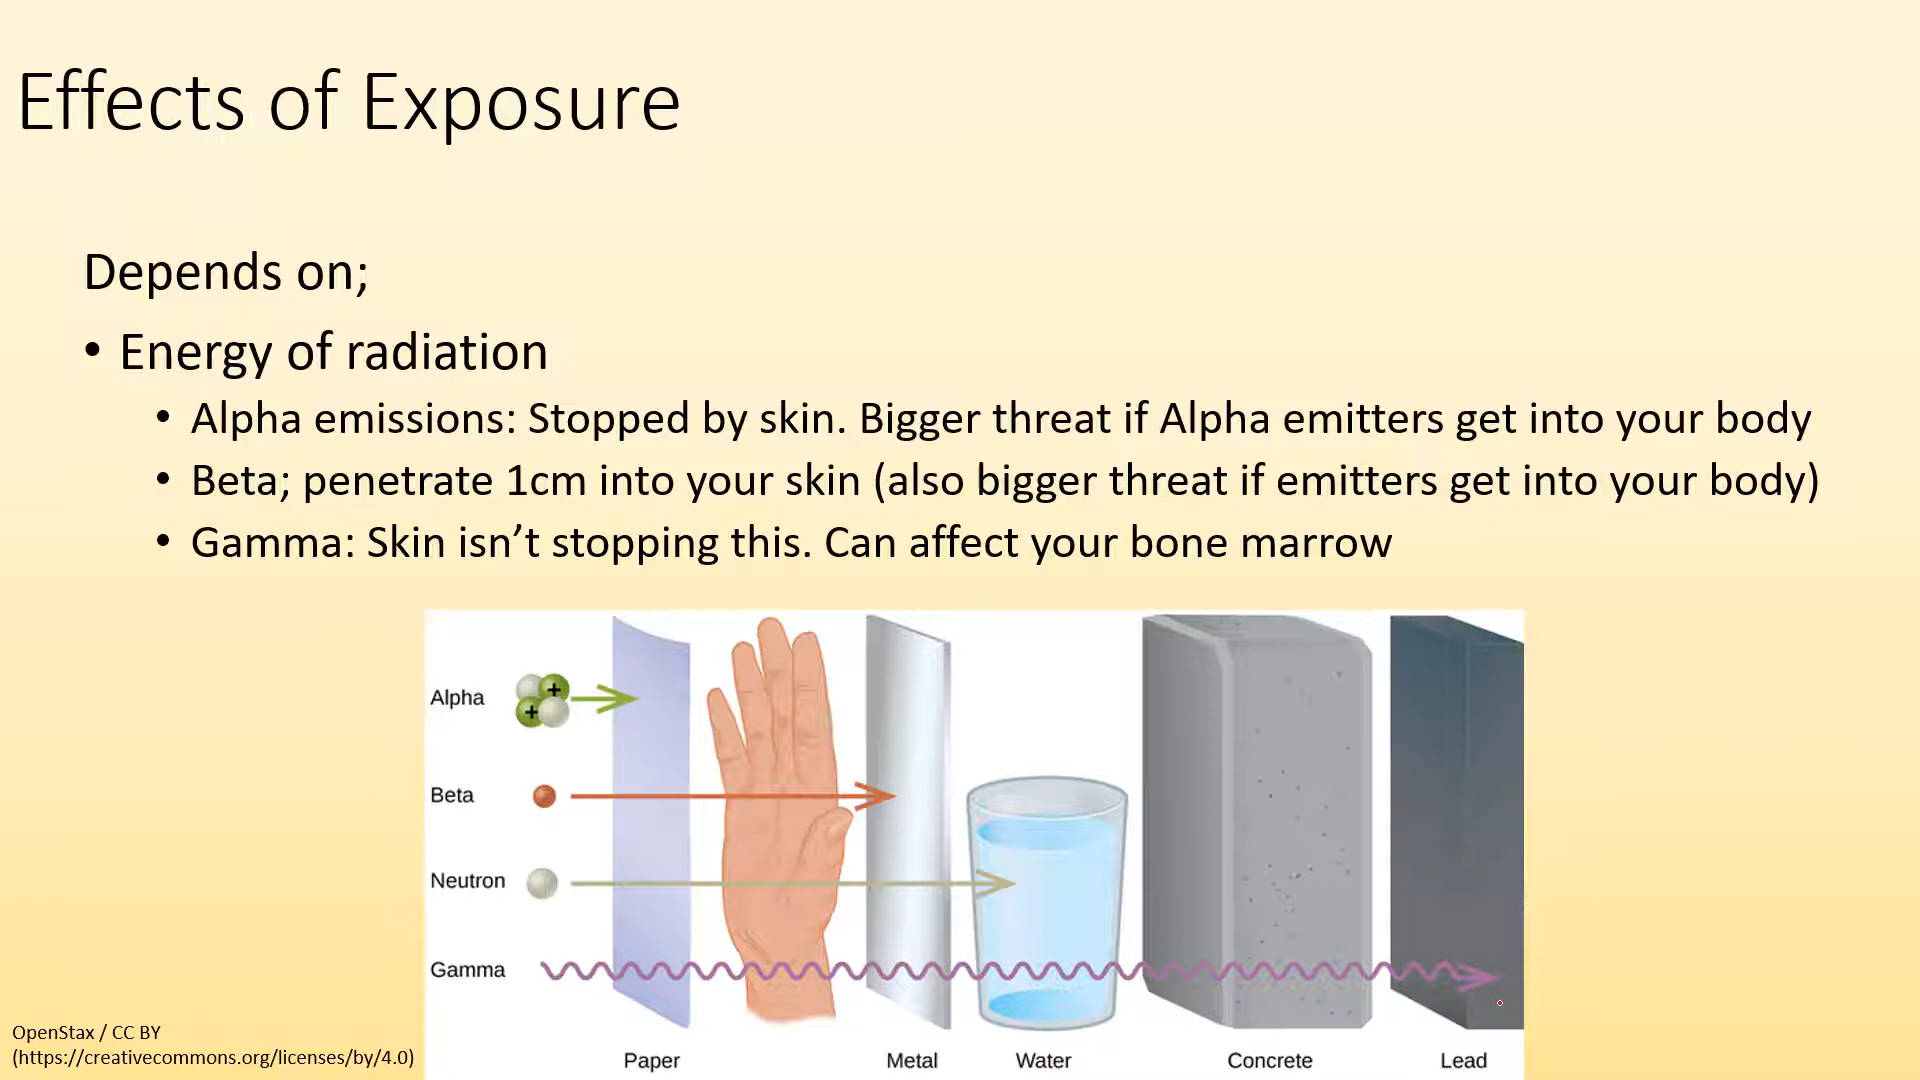 Effects of Exposure
Depends on;
• Energy of radiation
• Alpha emissions: Stopped by skin. Bigger threat if Alpha emitters get into your body
• Beta; penetrate 1cm into your skin (also bigger threat if emitters get into your body)
• Gamma: Skin isn’t stopping this. Can affect your bone marrow
Alpha
+
+
Beta
Neutron
Gamma
Paper
Metal
Water
Concrete
Lead
OpenStax / CC BY
(https://creativecommons.org/licenses/by/4.0)